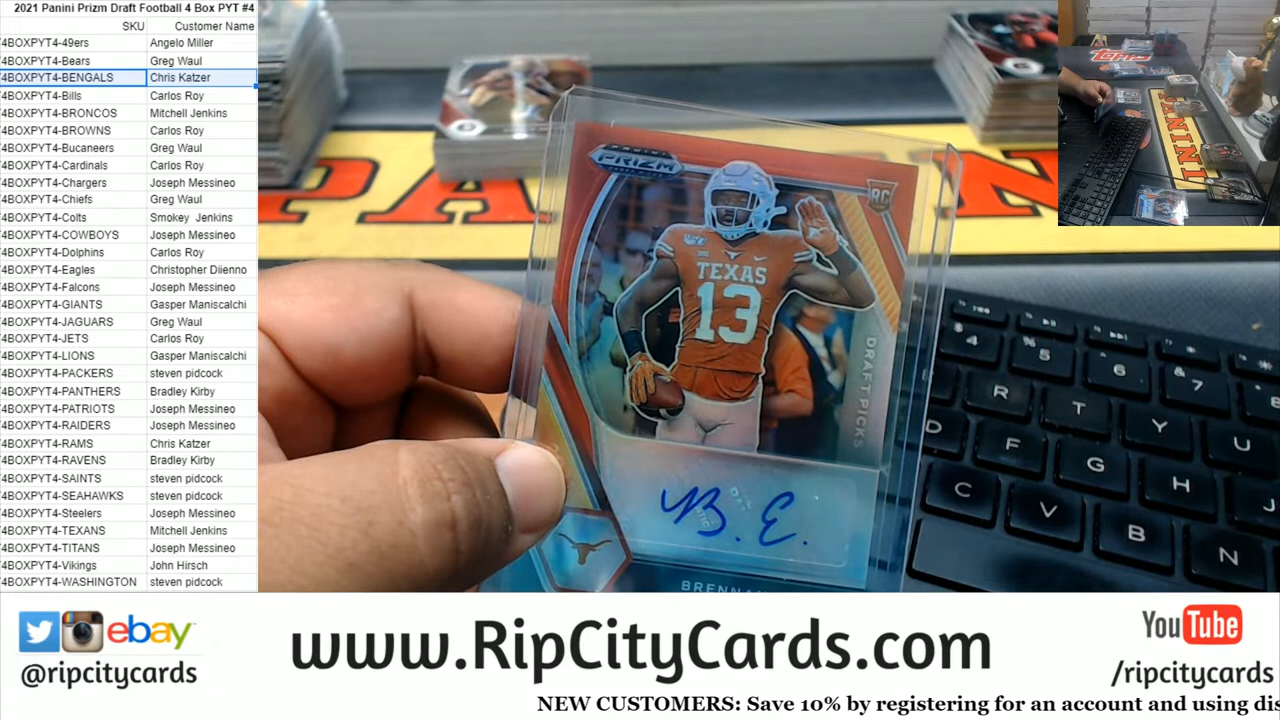 2021 Panini Prizm Draft Football 4 Box PYT #4
SKU Customer Name
4BOXPYT4-49ers Angelo Miller
4BOXPYT4-Bears Greg Waul
4BOXPYT4-BENGALS Chris Katzer
4BOXPYT4-Bills Carlos Roy
4BOXPYT4-BRONCOS Mitchell Jenkins
4BOXPYT4-BROWNS Carlos Roy
4BOXPYT4-Bucaneers Greg Waul
4BOXPYT4-Cardinals Carlos Roy
4BOXPYT4-Chargers Joseph Messineo
4BOXPYT4-Chiefs Greg Waul
4BOXPYT4-Colts Smokey Jenkins
4BOXPYT4-COWBOYS Joseph Messineo
4BOXPYT4-Dolphins Carlos Roy
4BOXPYT4-Eagles Christopher Diienno
4BOXPYT4-Falcons Joseph Messineo
4BOXPYT4-GIANTS Gasper Maniscalchi
4BOXPYT4-JAGUARS Greg Waul
4BOXPYT4-JETS Carlos Roy
4BOXPYT4-LIONS Gasper Maniscalchi
4BOXPYT4-PACKERS steven pidcock
4BOXPYT4-PANTHERS Bradley Kirby
4BOXPYT4-PATRIOTS Joseph Messineo
4BOXPYT4-RAIDERS Joseph Messineo
4BOXPYT4-RAMS Chris Katzer
4BOXPYT4-RAVENS Bradley Kirby
4BOXPYT4-SAINTS steven pidcock
4BOXPYT4-SEAHAWKS steven pidcock
4BOXPYT4-Steelers Joseph Messineo
4BOXPYT4-TEXANS Mitchell Jenkins
4BOXPYT4-TITANS Joseph Messineo
4BOXPYT4-Vikings John Hirsch
4BOXPYT4-WASHINGTON steven pidcock
PANINI
PRIZM
RC
TEXAS
13
DRAFT PICKS
B. E.
Topps
PANINI
4 5 6 7
R T Y U
D F G H J
C V B N
ebay
@ripcitycards
www.RipCityCards.com
YouTube
/ripcitycards
NEW CUSTOMERS: Save 10% by registering for an account and using